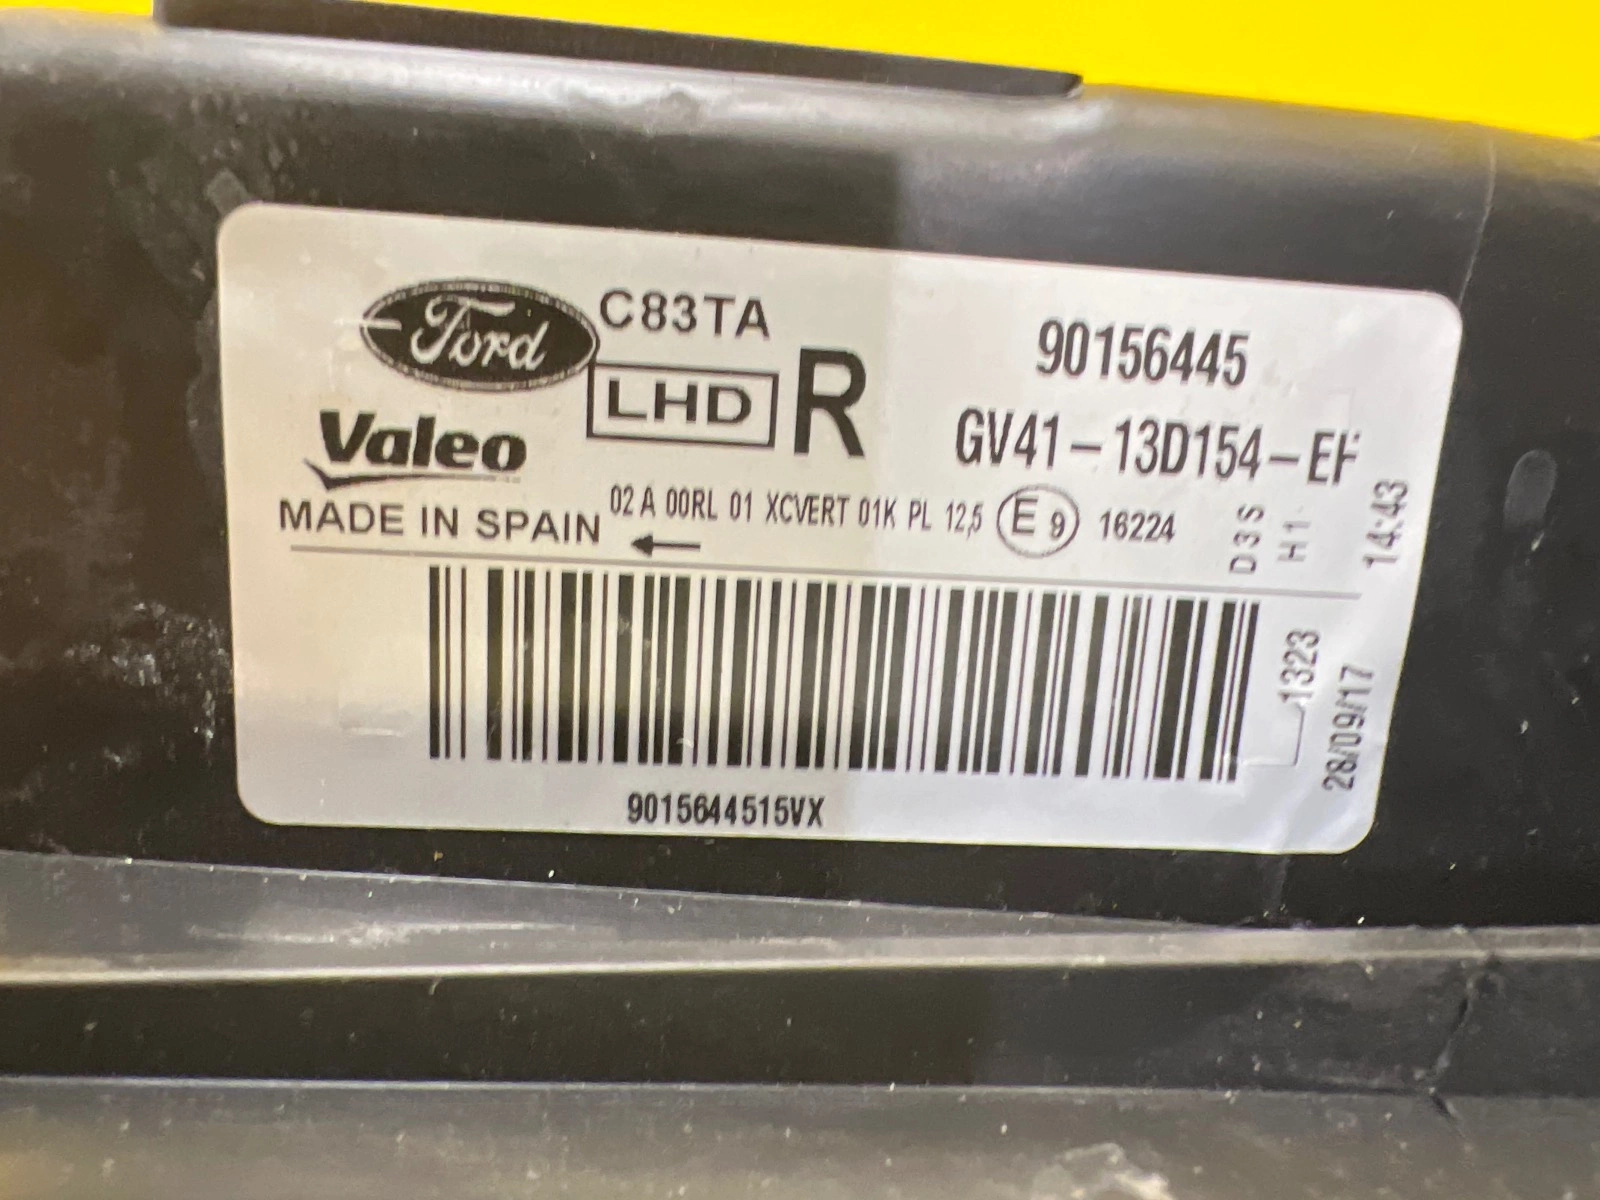 Ford
C83TA
LHD R
Valeo
MADE IN SPAIN
90156445
GV41-13D154-EF
02 A 00RL 01 XCVERT 01K PL 12,5 E 9 16224
D3S
H1
14:43
1323
28/09/17
9015644515VX